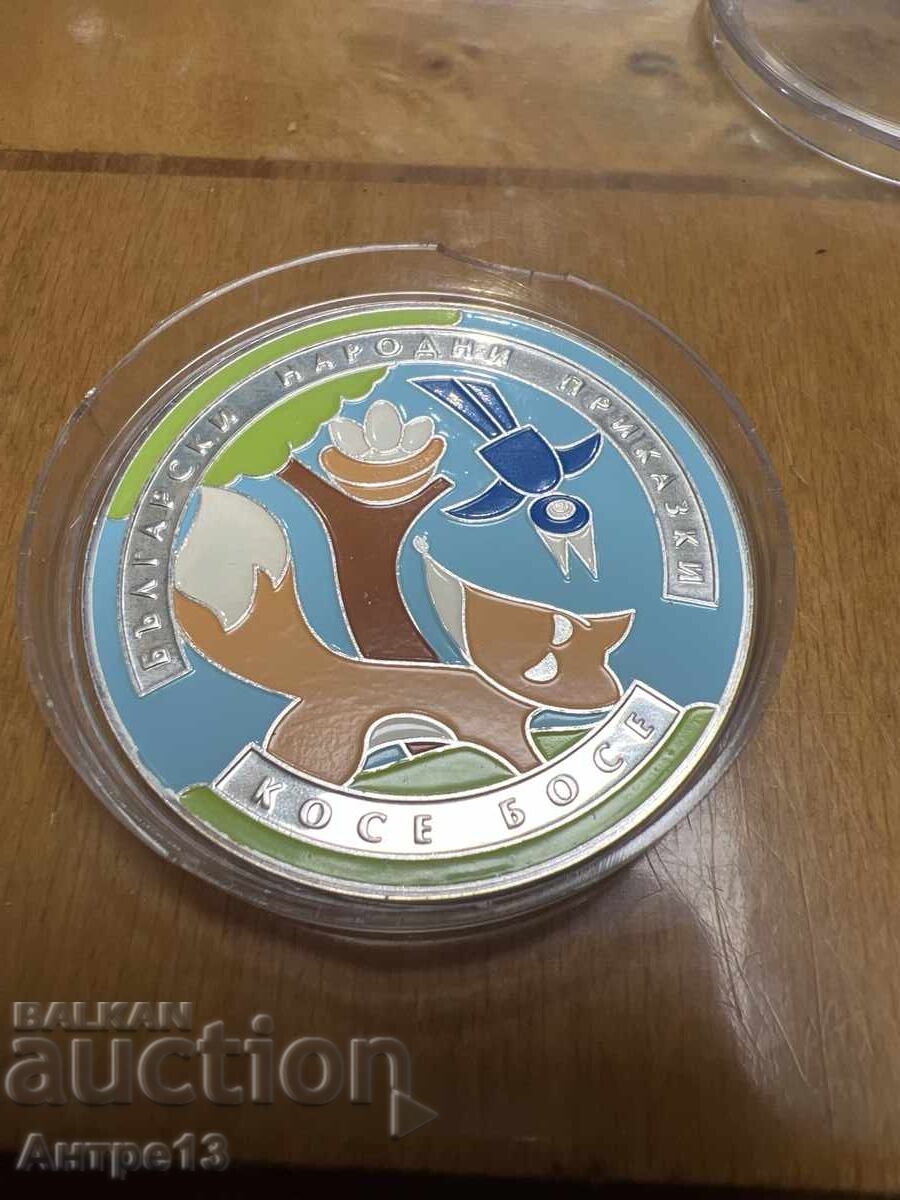 БЪЛГАРСКИ НАРОДНИ ПРИКАЗКИ
КОСЕ БОСЕ
BALKAN
auction
Антре13